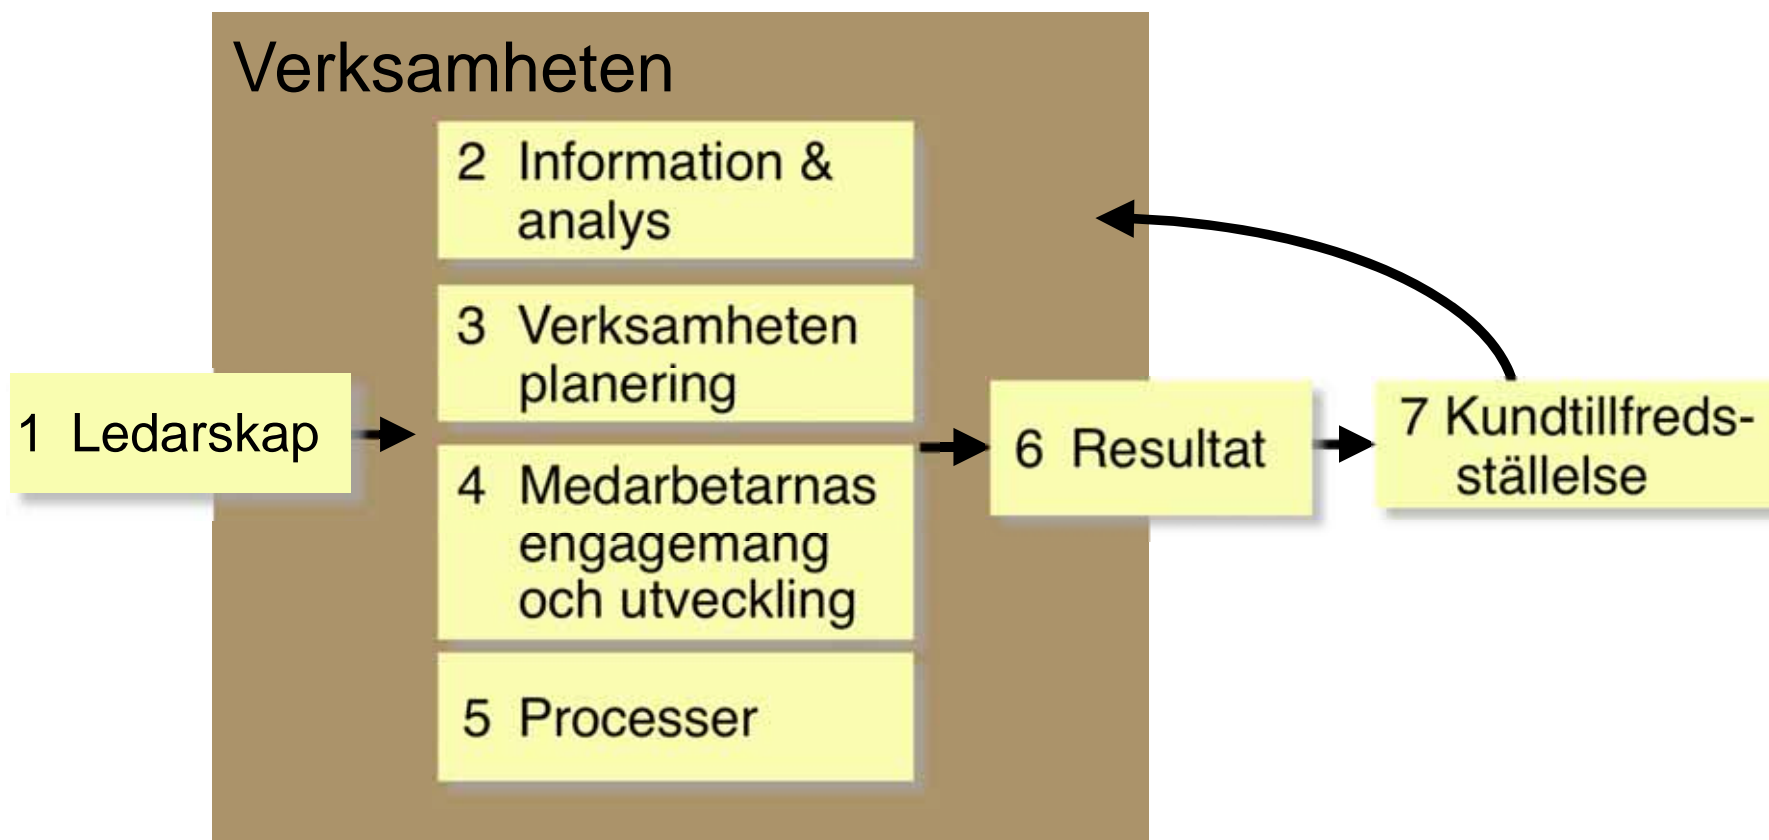 Verksamheten
1 Ledarskap
2 Information &
analys
3 Verksamheten
planering
4 Medarbetarnas
engagemang
och utveckling
5 Processer
6 Resultat
7 Kundtillfreds-
ställelse